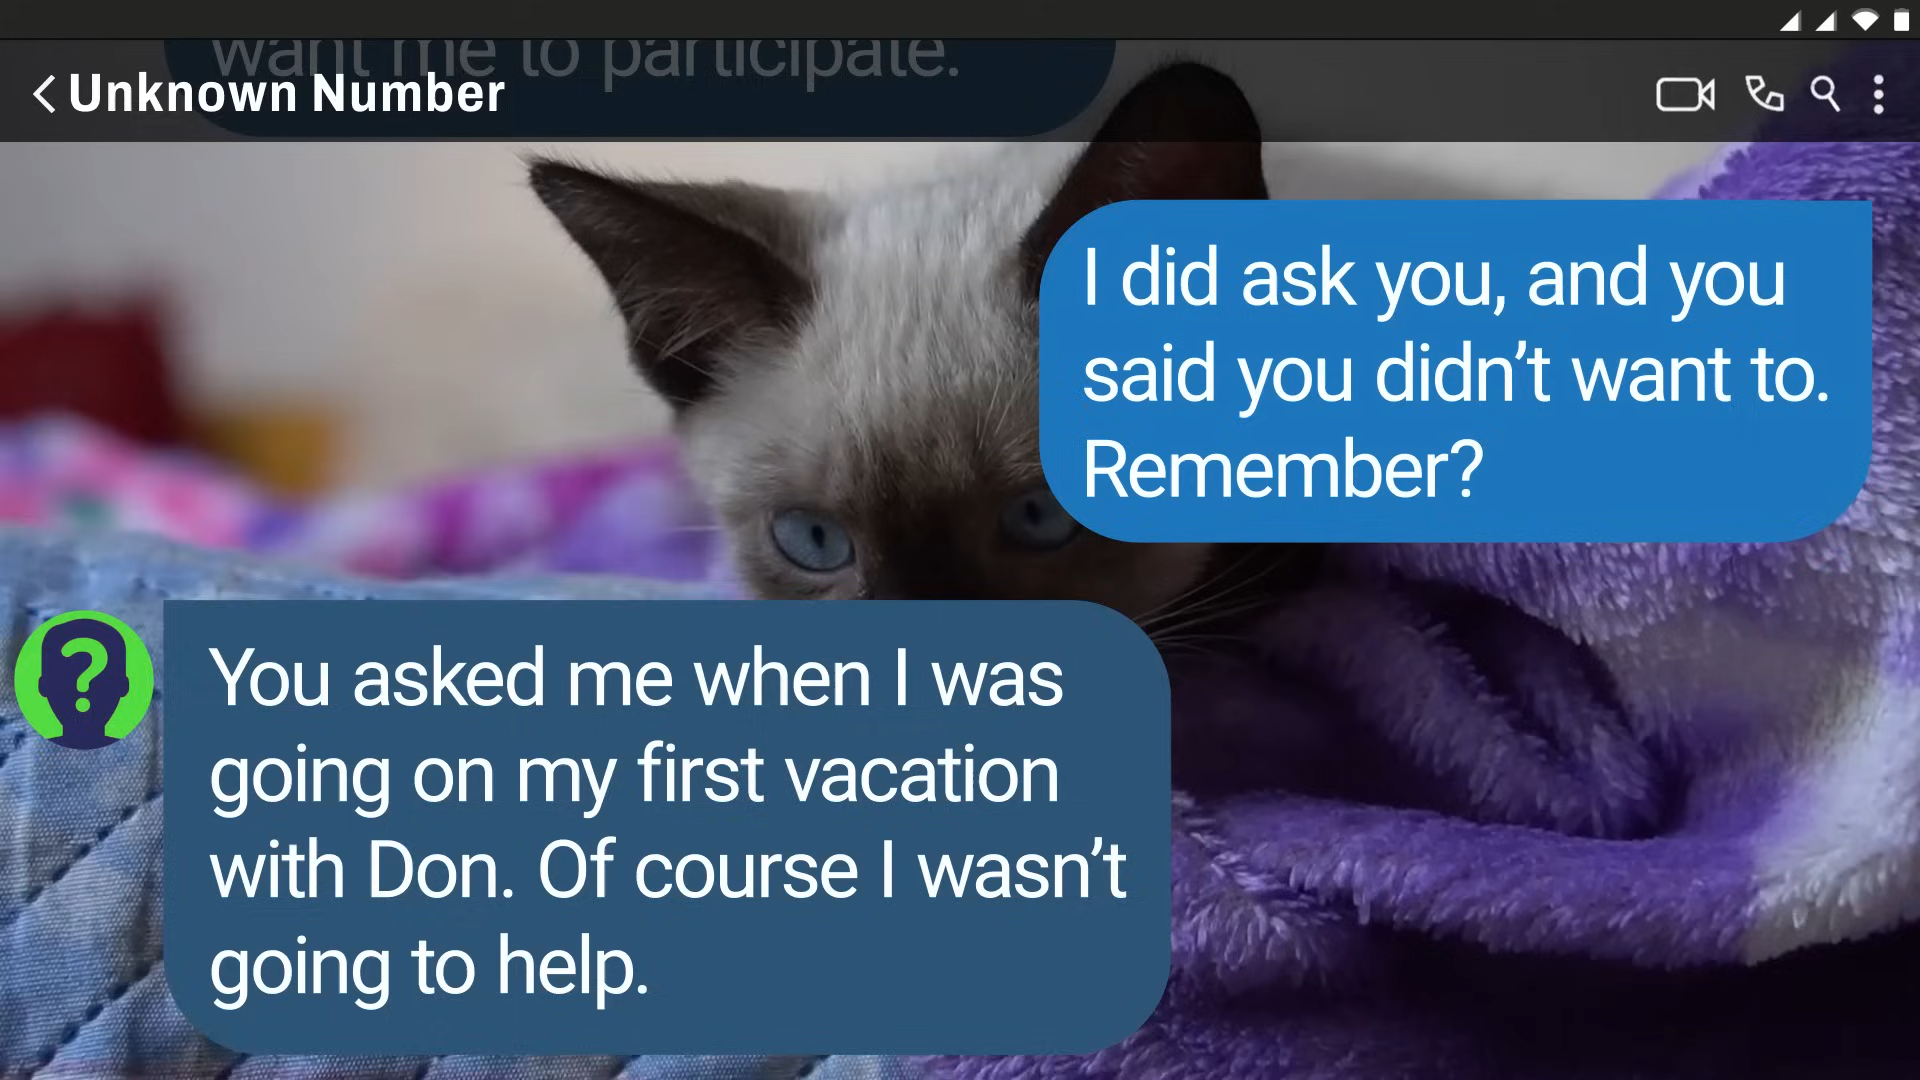 want me to participate.
Unknown Number
I did ask you, and you
said you didn’t want to.
Remember?
?
You asked me when I was
going on my first vacation
with Don. Of course I wasn’t
going to help.